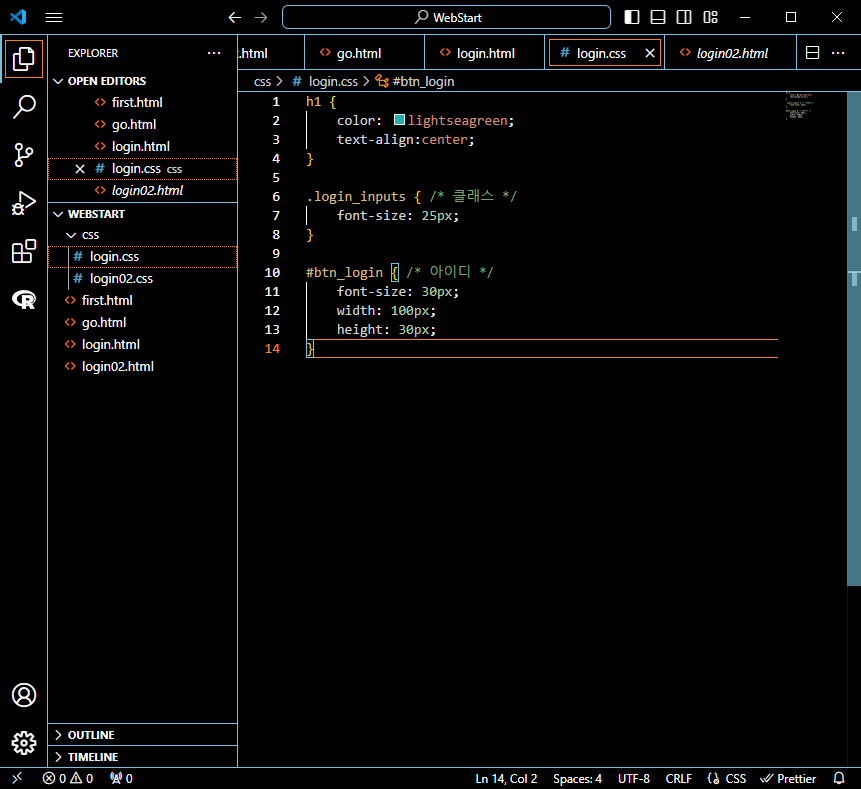 WebStart
EXPLORER ...
.html go.html login.html # login.css login02.html ...
css > # login.css > #btn_login
OPEN EDITORS
first.html
go.html
login.html
# login.css css
login02.html
WEBSTART
css
# login.css
# login02.css
first.html
go.html
login.html
login02.html
OUTLINE
TIMELINE
1 h1 {
2 color: lightseagreen;
3 text-align:center;
4 }
5
6 .login_inputs { /* 클래스 */
7 font-size: 25px;
8 }
9
10 #btn_login { /* 아이디 */
11 font-size: 30px;
12 width: 100px;
13 height: 30px;
14 }
0 0 0 Ln 14, Col 2 Spaces: 4 UTF-8 CRLF CSS Prettier